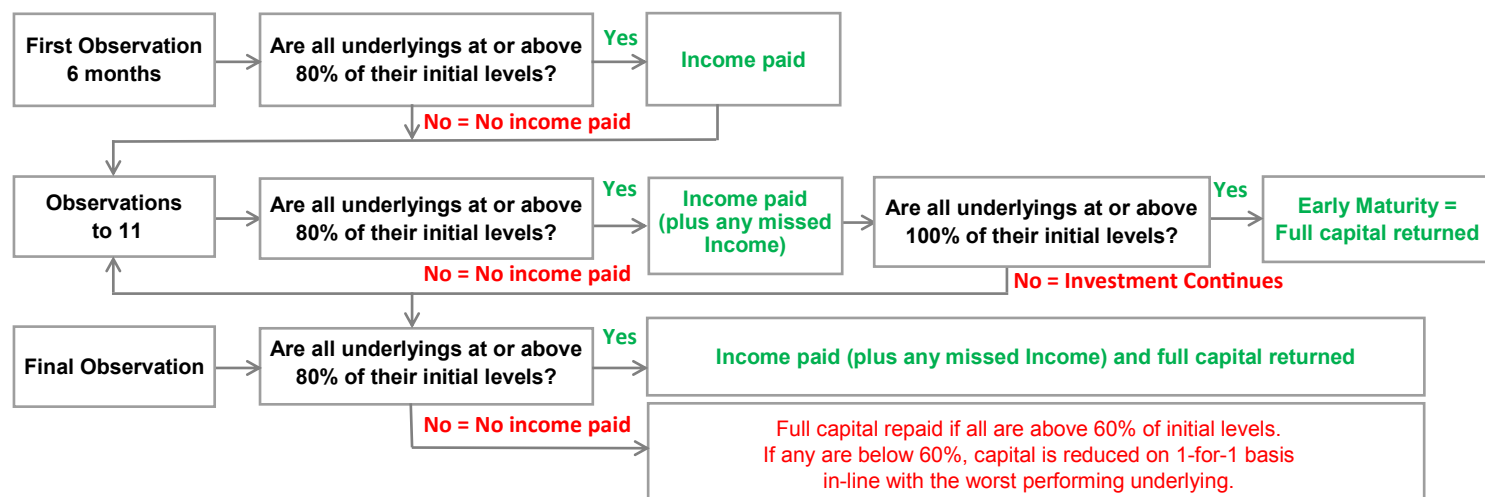 First Observation
6 months
Are all underlyings at or above
80% of their initial levels?
Yes
Income paid
No = No income paid
Observations
to 11
Are all underlyings at or above
80% of their initial levels?
Yes
Income paid
(plus any missed
Income)
Are all underlyings at or above
100% of their initial levels?
Yes
Early Maturity =
Full capital returned
No = No income paid
No = Investment Continues
Final Observation
Are all underlyings at or above
80% of their initial levels?
Yes
Income paid (plus any missed Income) and full capital returned
No = No income paid
Full capital repaid if all are above 60% of initial levels.
If any are below 60%, capital is reduced on 1-for-1 basis
in-line with the worst performing underlying.